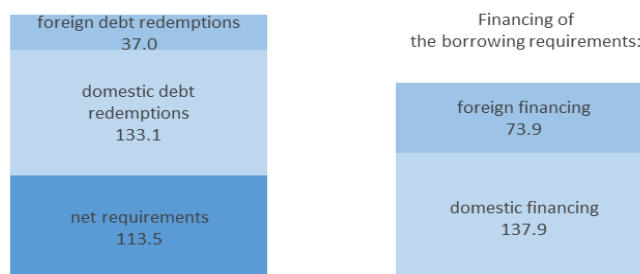 foreign debt redemptions
37.0
domestic debt
redemptions
133.1
net requirements
113.5
Financing of
the borrowing requirements:
foreign financing
73.9
domestic financing
137.9